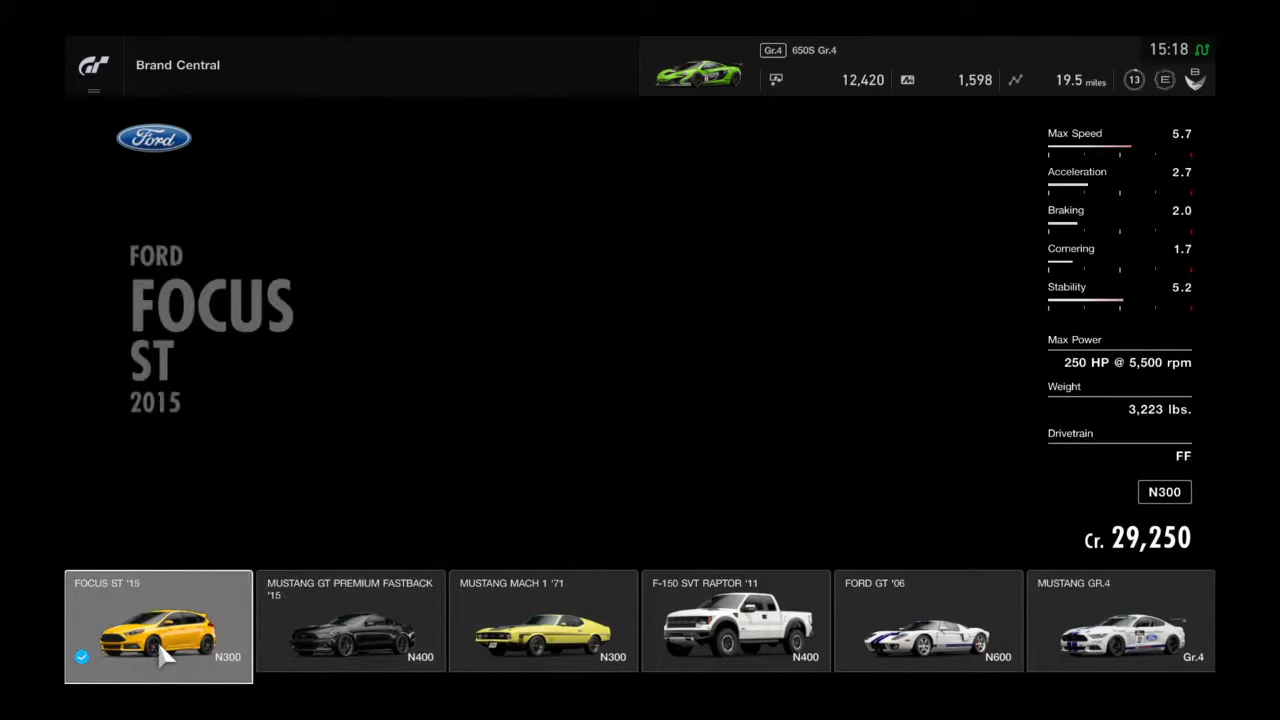 Brand Central
Gr.4 650S Gr.4
15:18
12,420
1,598
19.5 miles
13
E
B
Ford
FORD
FOCUS
ST
2015
Max Speed 5.7
Acceleration 2.7
Braking 2.0
Cornering 1.7
Stability 5.2
Max Power
250 HP @ 5,500 rpm
Weight
3,223 lbs.
Drivetrain
FF
N300
Cr. 29,250
FOCUS ST '15
N300
MUSTANG GT PREMIUM FASTBACK
'15
N400
MUSTANG MACH 1 '71
N300
F-150 SVT RAPTOR '11
N400
FORD GT '06
N600
MUSTANG GR.4
Gr.4